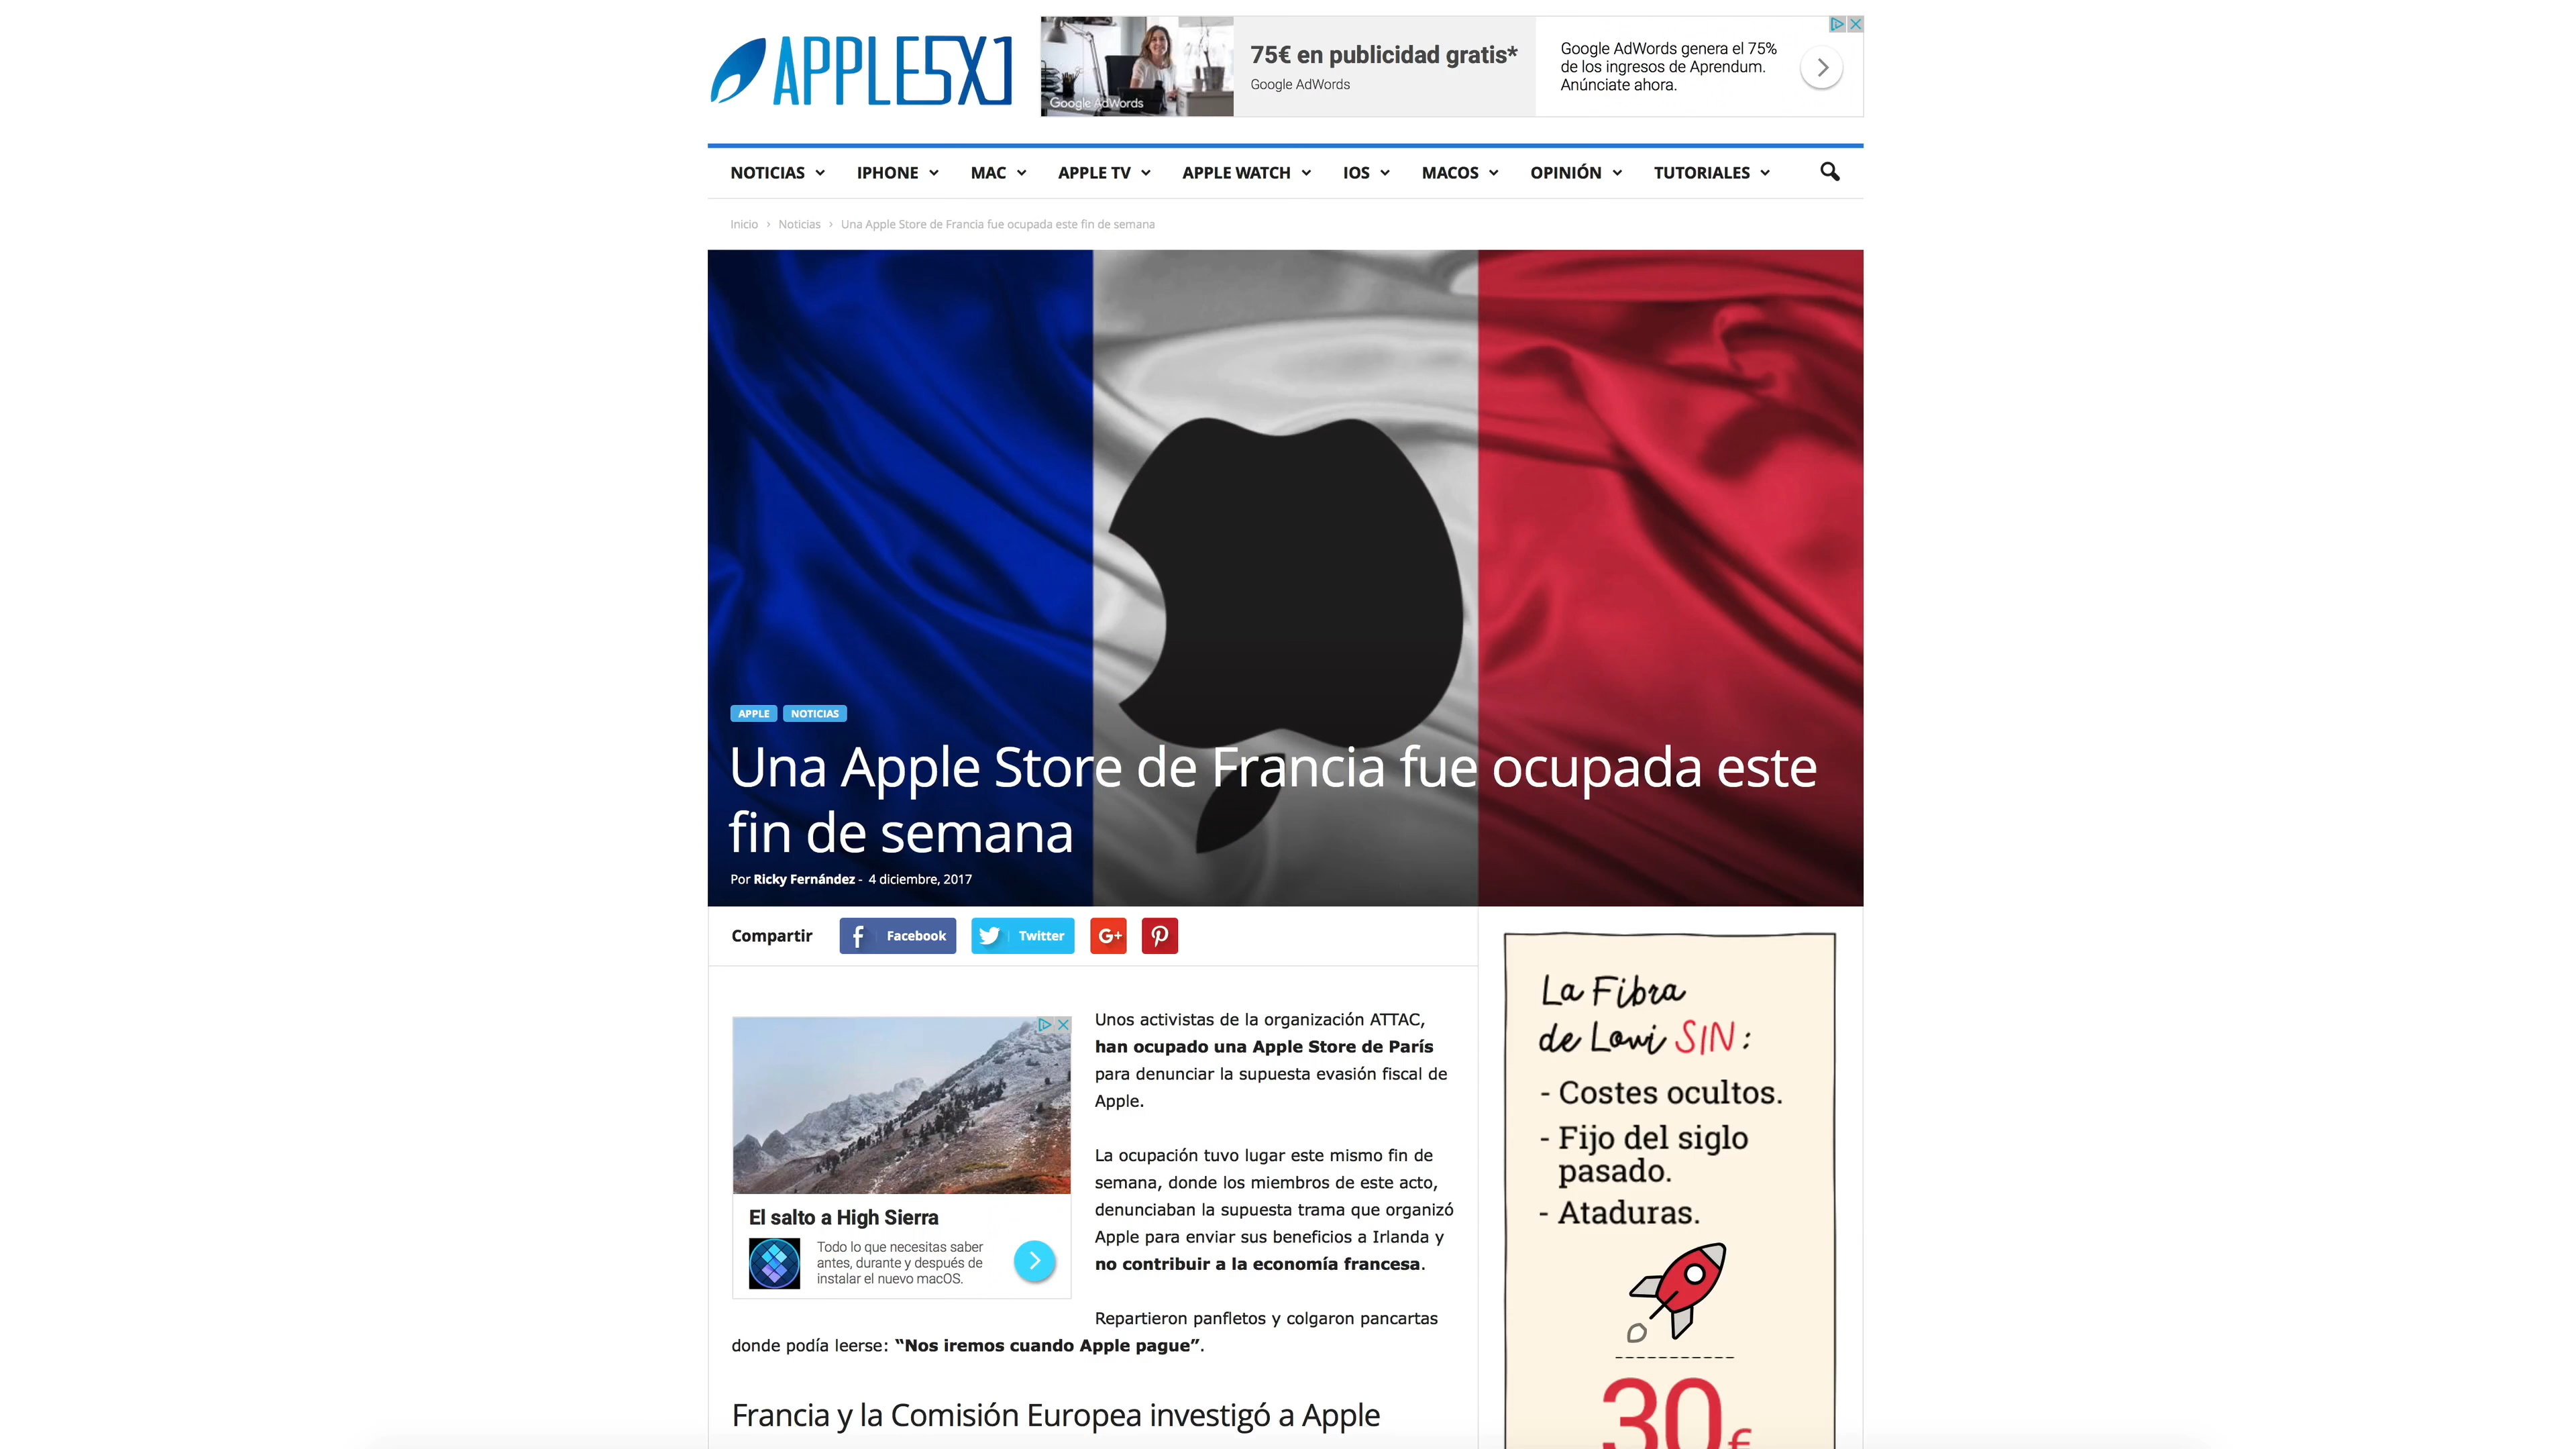 APPLE5X1
Google AdWords
75€ en publicidad gratis*
Google AdWords
Google AdWords genera el 75%
de los ingresos de Aprendum.
Anúnciate ahora.
NOTICIAS IPHONE MAC APPLE TV APPLE WATCH IOS MACOS OPINIÓN TUTORIALES
Inicio › Noticias › Una Apple Store de Francia fue ocupada este fin de semana
APPLE NOTICIAS
Una Apple Store de Francia fue ocupada este
fin de semana
Por Ricky Fernández - 4 diciembre, 2017
Compartir Facebook Twitter G+
Unos activistas de la organización ATTAC,
han ocupado una Apple Store de París
para denunciar la supuesta evasión fiscal de
Apple.
La ocupación tuvo lugar este mismo fin de
semana, donde los miembros de este acto,
denunciaban la supuesta trama que organizó
Apple para enviar sus beneficios a Irlanda y
no contribuir a la economía francesa.
El salto a High Sierra
Todo lo que necesitas saber
antes, durante y después de
instalar el nuevo macOS.
Repartieron panfletos y colgaron pancartas
donde podía leerse: “Nos iremos cuando Apple pague”.
Francia y la Comisión Europea investigó a Apple
La Fibra
de Lowi SIN:
- Costes ocultos.
- Fijo del siglo
pasado.
- Ataduras.
30€